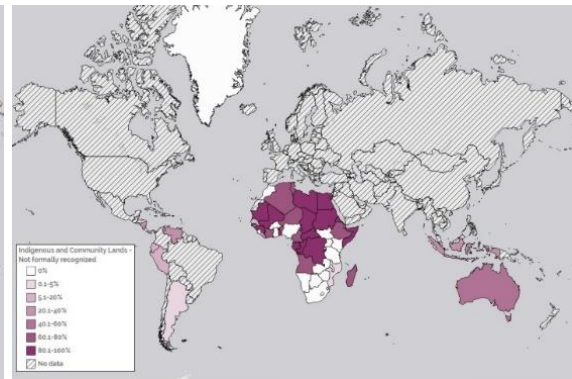 Indigenous and Community Lands -
Not formally recognized
0%
0.1-5%
5.1-20%
20.1-40%
40.1-60%
60.1-80%
80.1-100%
No data